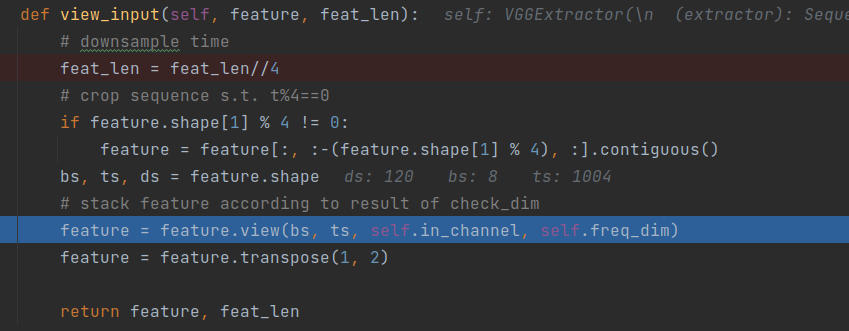 def view_input(self, feature, feat_len):   self: VGGExtractor(\n  (extractor): Seque
    # downsample time
    feat_len = feat_len//4
    # crop sequence s.t. t%4==0
    if feature.shape[1] % 4 != 0:
        feature = feature[:, :-(feature.shape[1] % 4), :].contiguous()
    bs, ts, ds = feature.shape   ds: 120   bs: 8   ts: 1004
    # stack feature according to result of check_dim
    feature = feature.view(bs, ts, self.in_channel, self.freq_dim)
    feature = feature.transpose(1, 2)

    return feature, feat_len